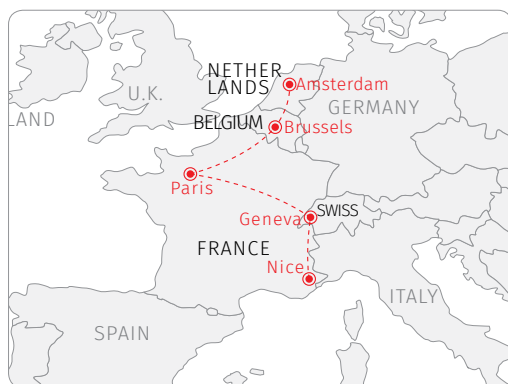 NETHER
LANDS
Amsterdam
U.K.
GERMANY
LAND
BELGIUM
Brussels
Paris
SWISS
Geneva
FRANCE
Nice
ITALY
SPAIN